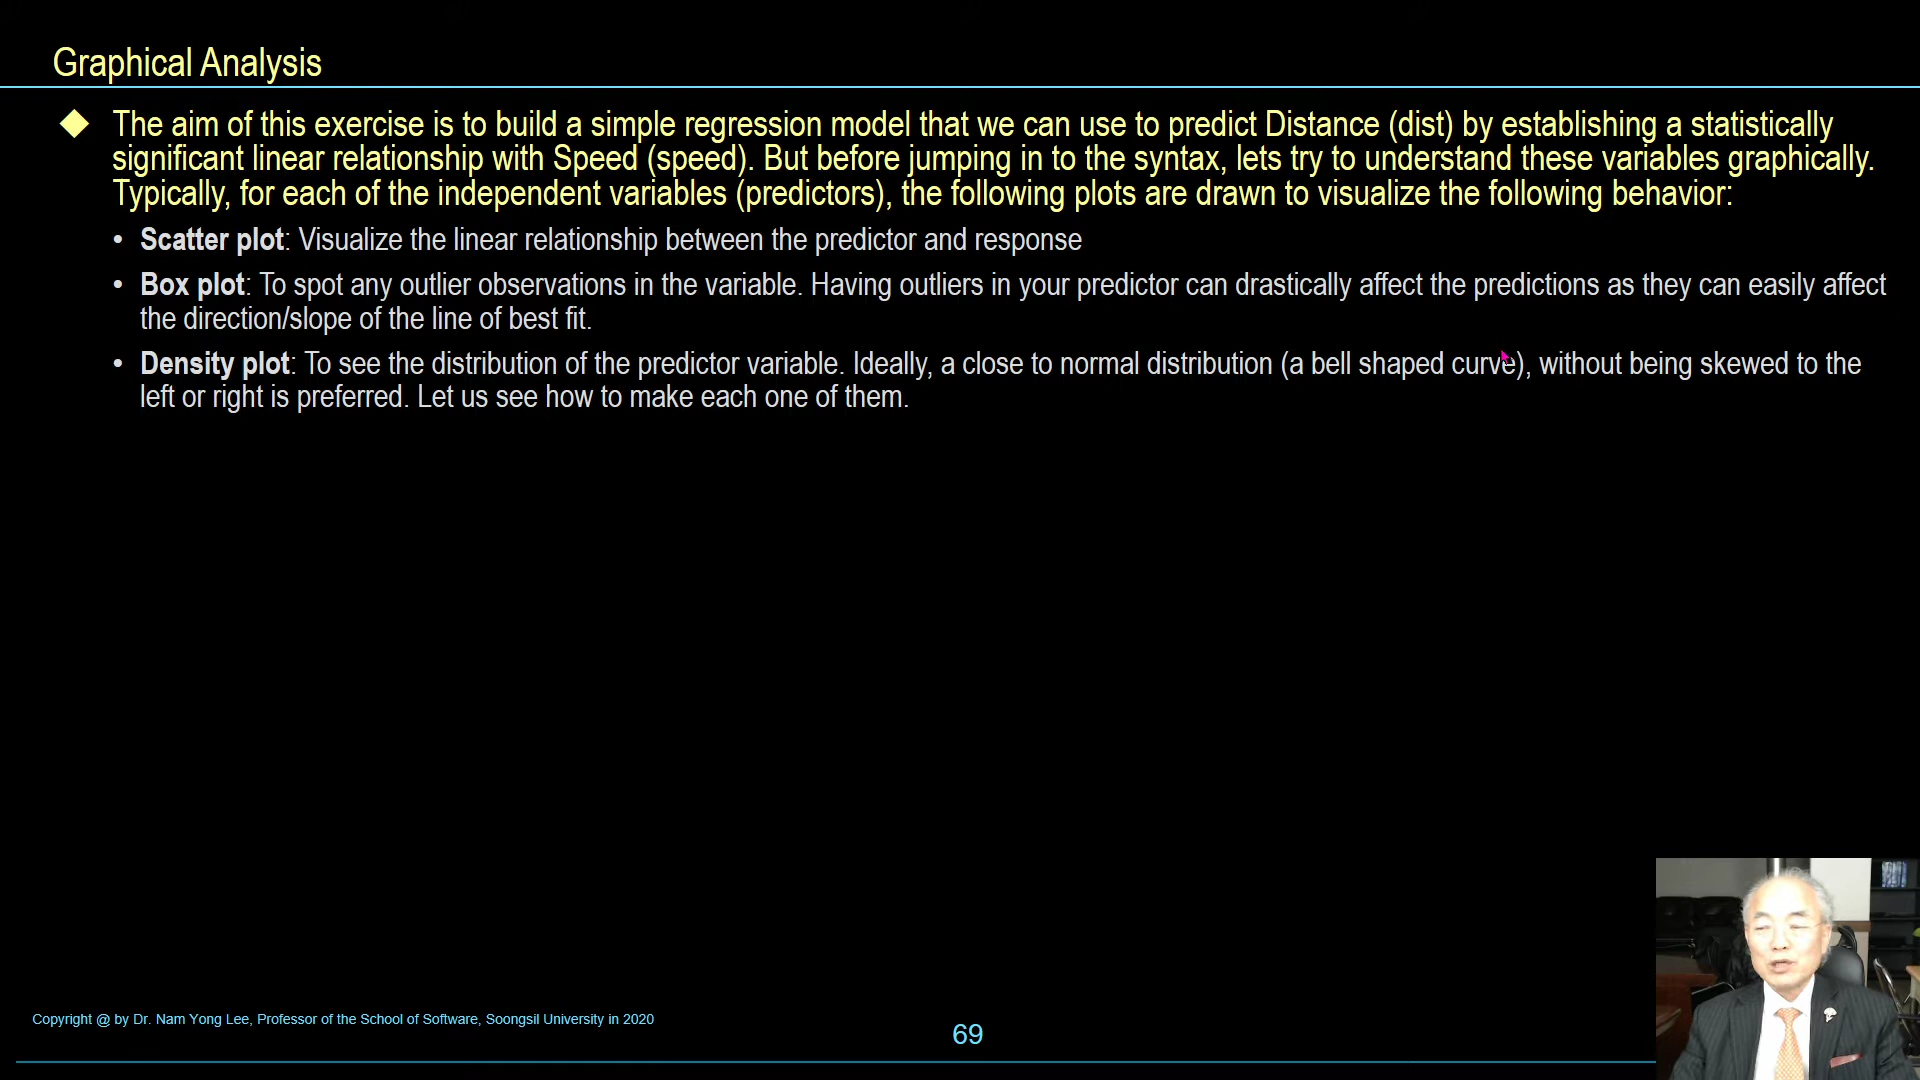 Graphical Analysis
The aim of this exercise is to build a simple regression model that we can use to predict Distance (dist) by establishing a statistically
significant linear relationship with Speed (speed). But before jumping in to the syntax, lets try to understand these variables graphically.
Typically, for each of the independent variables (predictors), the following plots are drawn to visualize the following behavior:
• Scatter plot: Visualize the linear relationship between the predictor and response
• Box plot: To spot any outlier observations in the variable. Having outliers in your predictor can drastically affect the predictions as they can easily affect
the direction/slope of the line of best fit.
• Density plot: To see the distribution of the predictor variable. Ideally, a close to normal distribution (a bell shaped curve), without being skewed to the
left or right is preferred. Let us see how to make each one of them.
Copyright @ by Dr. Nam Yong Lee, Professor of the School of Software, Soongsil University in 2020
69